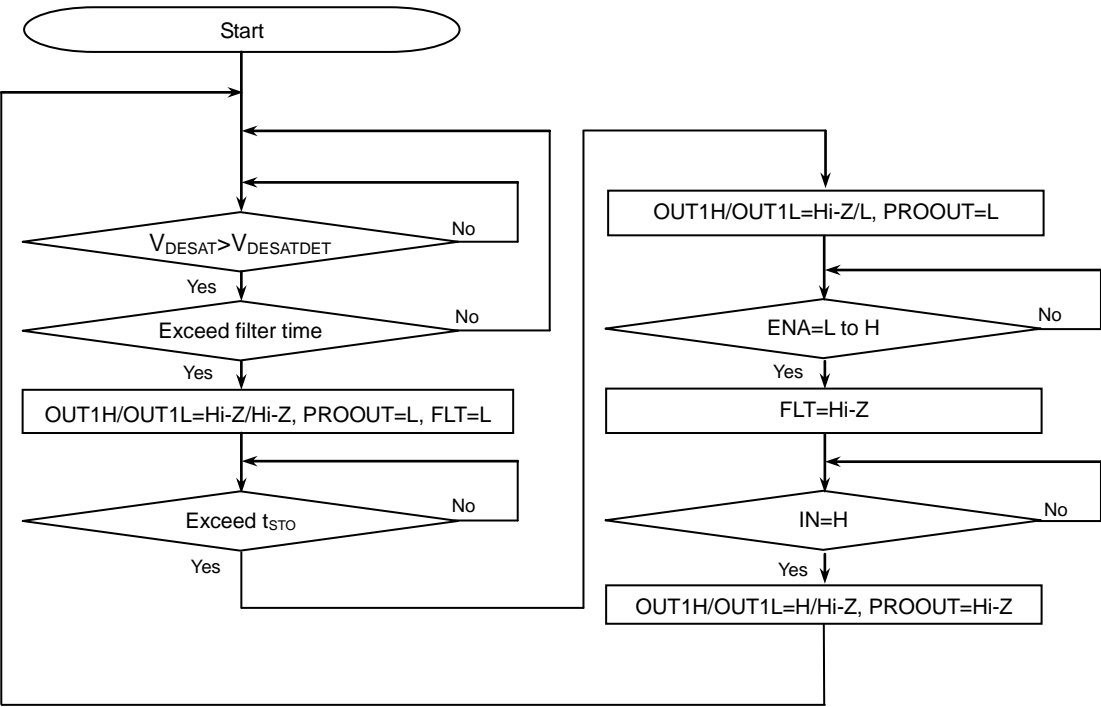 Start
V_DESAT>V_DESATDET
No
Yes
Exceed filter time
No
Yes
OUT1H/OUT1L=Hi-Z/Hi-Z, PROOUT=L, FLT=L
Exceed t_STO
No
Yes
OUT1H/OUT1L=Hi-Z/L, PROOUT=L
ENA=L to H
No
Yes
FLT=Hi-Z
IN=H
No
Yes
OUT1H/OUT1L=H/Hi-Z, PROOUT=Hi-Z